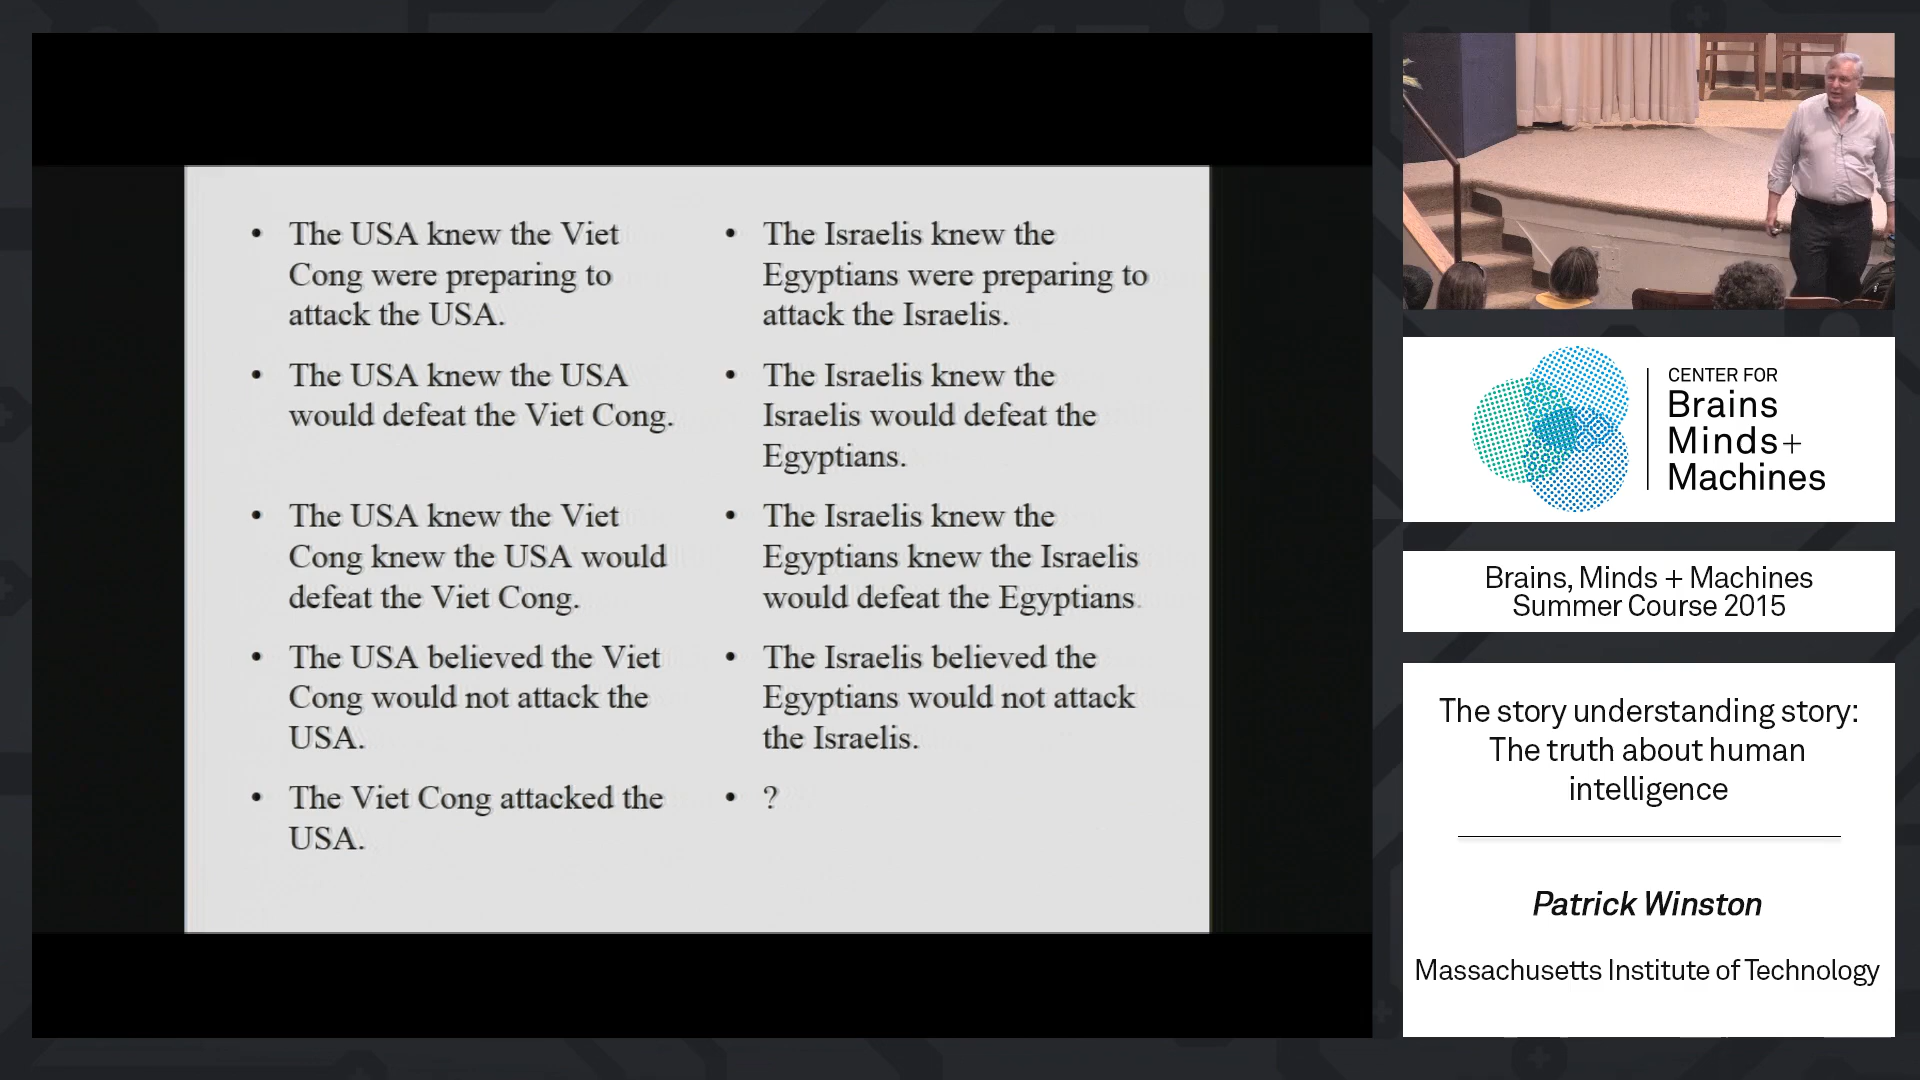 • The USA knew the Viet
Cong were preparing to
attack the USA.
• The USA knew the USA
would defeat the Viet Cong.
• The USA knew the Viet
Cong knew the USA would
defeat the Viet Cong.
• The USA believed the Viet
Cong would not attack the
USA.
• The Viet Cong attacked the
USA.
• The Israelis knew the
Egyptians were preparing to
attack the Israelis.
• The Israelis knew the
Israelis would defeat the
Egyptians.
• The Israelis knew the
Egyptians knew the Israelis
would defeat the Egyptians.
• The Israelis believed the
Egyptians would not attack
the Israelis.
• ?
CENTER FOR
Brains
Minds+
Machines
Brains, Minds + Machines
Summer Course 2015
The story understanding story:
The truth about human
intelligence
Patrick Winston
Massachusetts Institute of Technology